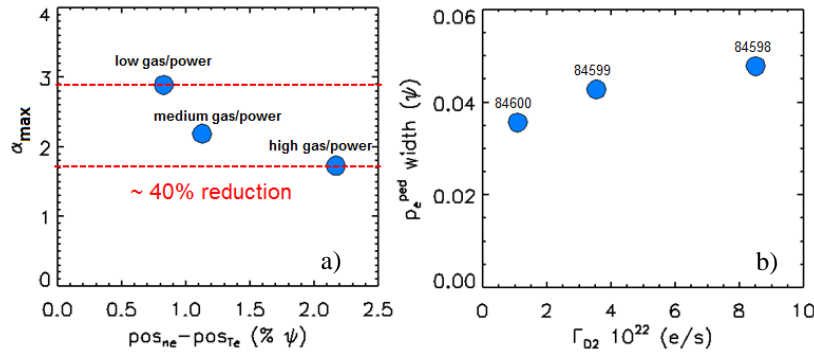 low gas/power
medium gas/power
high gas/power
~ 40% reduction
a)
α_max
4
3
2
1
0
0.0 0.5 1.0 1.5 2.0 2.5
pos_ne−pos_Te (% ψ)
84600
84599
84598
b)
p_e^ped width (ψ)
0.06
0.04
0.02
0.00
0 2 4 6 8 10
Γ_D2 10^22 (e/s)